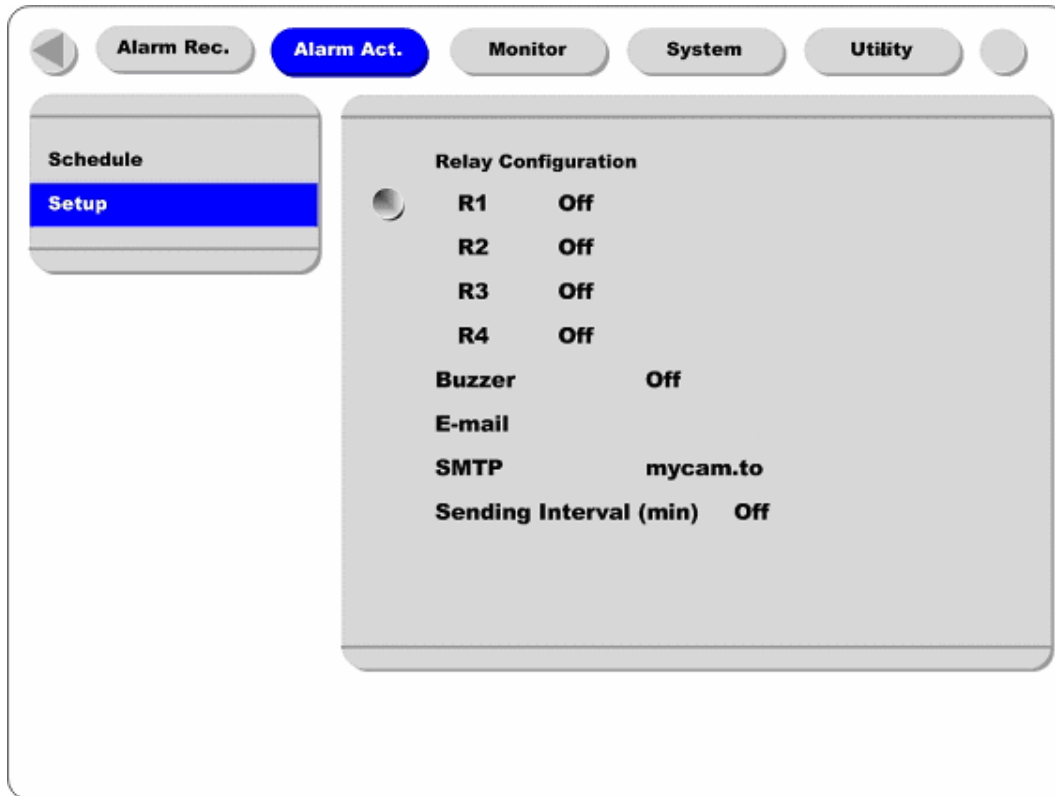 Alarm Rec. Alarm Act. Monitor System Utility
Schedule
Setup
Relay Configuration
R1 Off
R2 Off
R3 Off
R4 Off
Buzzer Off
E-mail
SMTP mycam.to
Sending Interval (min) Off